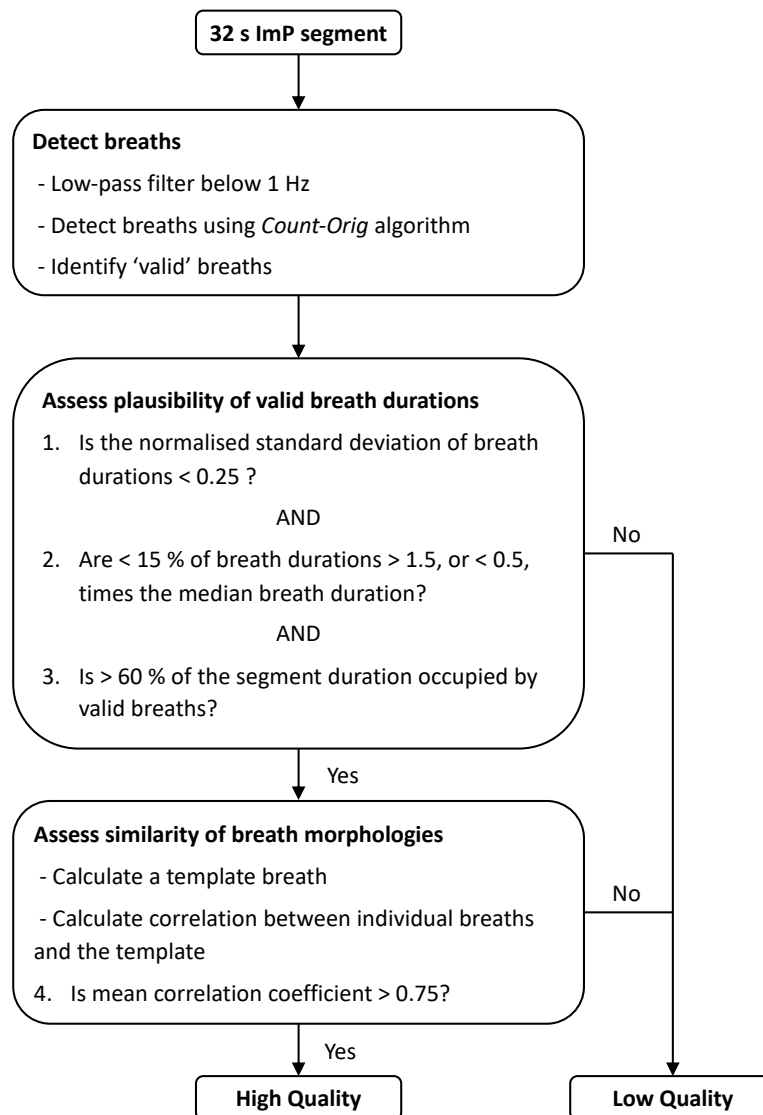 32 s ImP segment
Detect breaths
- Low-pass filter below 1 Hz
- Detect breaths using Count-Orig algorithm
- Identify ‘valid’ breaths
Assess plausibility of valid breath durations
1. Is the normalised standard deviation of breath
durations < 0.25 ?
AND
2. Are < 15 % of breath durations > 1.5, or < 0.5,
times the median breath duration?
AND
3. Is > 60 % of the segment duration occupied by
valid breaths?
No
Yes
Assess similarity of breath morphologies
- Calculate a template breath
- Calculate correlation between individual breaths
and the template
4. Is mean correlation coefficient > 0.75?
No
Yes
High Quality
Low Quality